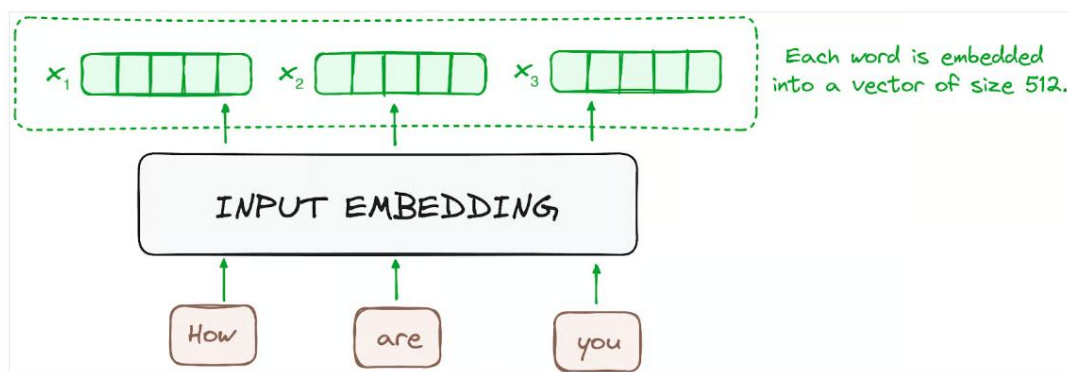 x₁ x₂ x₃
Each word is embedded
into a vector of size 512.
INPUT EMBEDDING
How are you